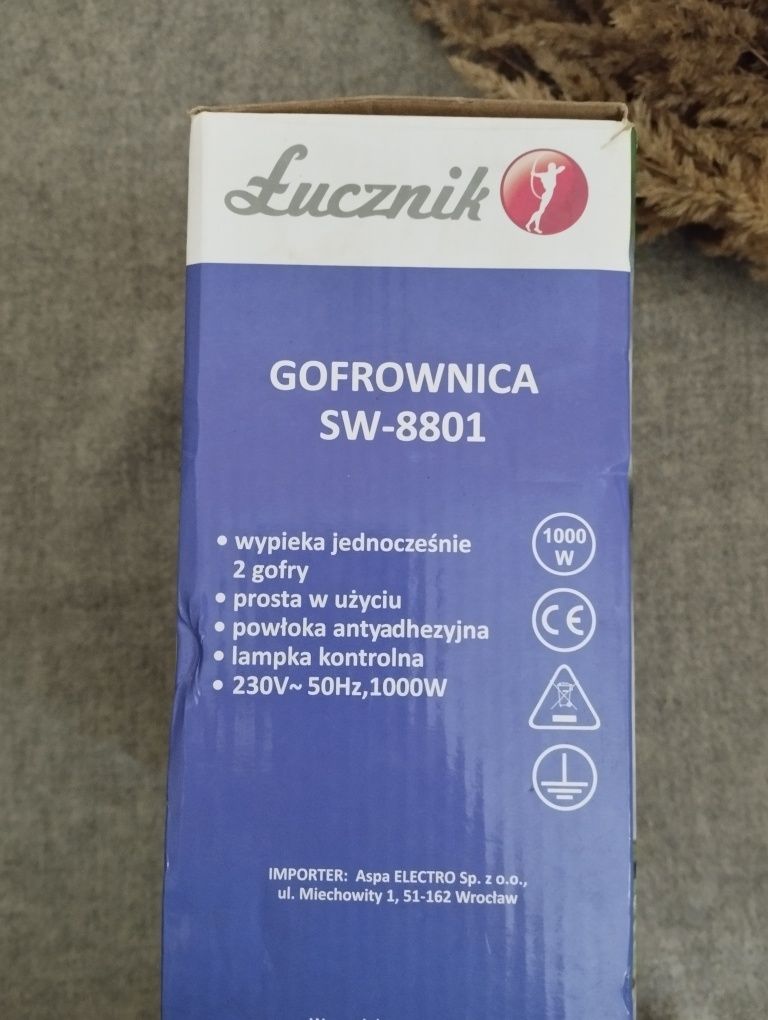 Łucznik
GOFROWNICA
SW-8801
• wypieka jednocześnie
2 gofry
• prosta w użyciu
• powłoka antyadhezyjna
• lampka kontrolna
• 230V~ 50Hz,1000W
1000
W
CE
IMPORTER: Aspa ELECTRO Sp. z o.o.,
ul. Miechowity 1, 51-162 Wrocław